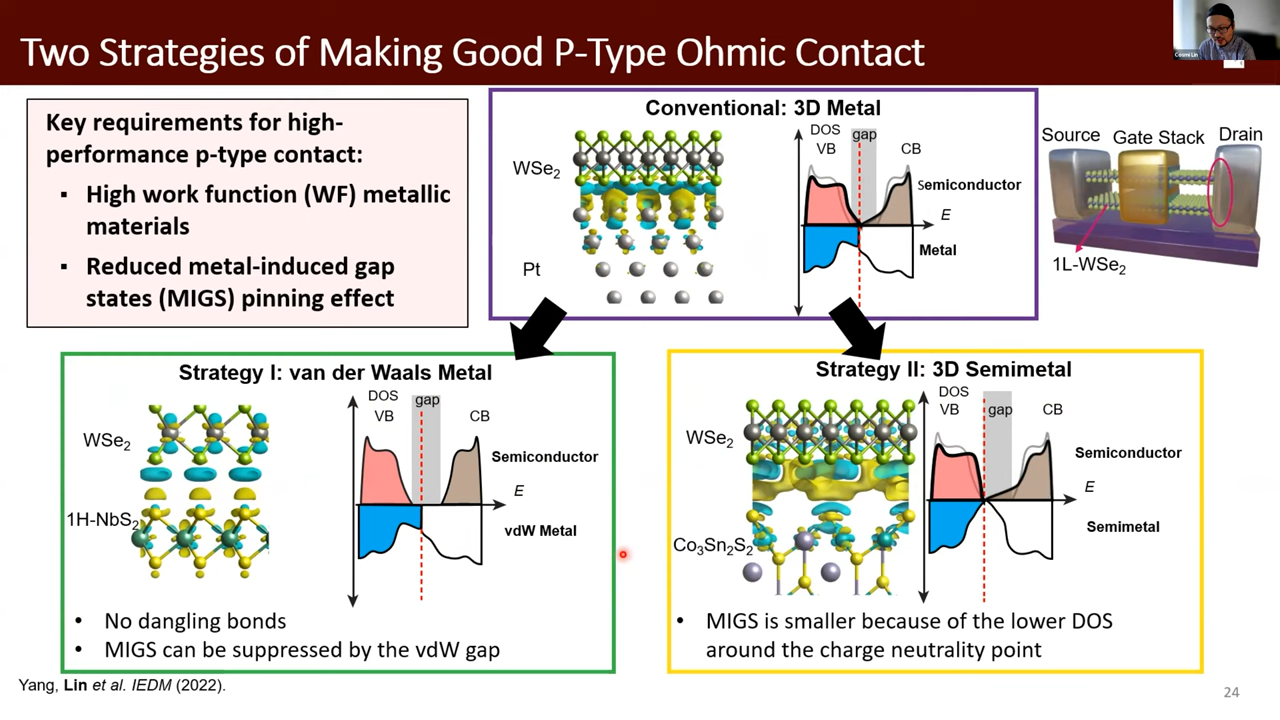 Two Strategies of Making Good P-Type Ohmic Contact
Cosmi Lin
Key requirements for high-
performance p-type contact:
▪ High work function (WF) metallic
materials
▪ Reduced metal-induced gap
states (MIGS) pinning effect
Conventional: 3D Metal
WSe₂
Pt
DOS
VB
gap
CB
Semiconductor
E
Metal
Source
Gate Stack
Drain
1L-WSe₂
Strategy I: van der Waals Metal
WSe₂
1H-NbS₂
DOS
VB
gap
CB
Semiconductor
E
vdW Metal
• No dangling bonds
• MIGS can be suppressed by the vdW gap
Strategy II: 3D Semimetal
WSe₂
Co₃Sn₂S₂
DOS
VB
gap
CB
Semiconductor
E
Semimetal
• MIGS is smaller because of the lower DOS
around the charge neutrality point
Yang, Lin et al. IEDM (2022).
24